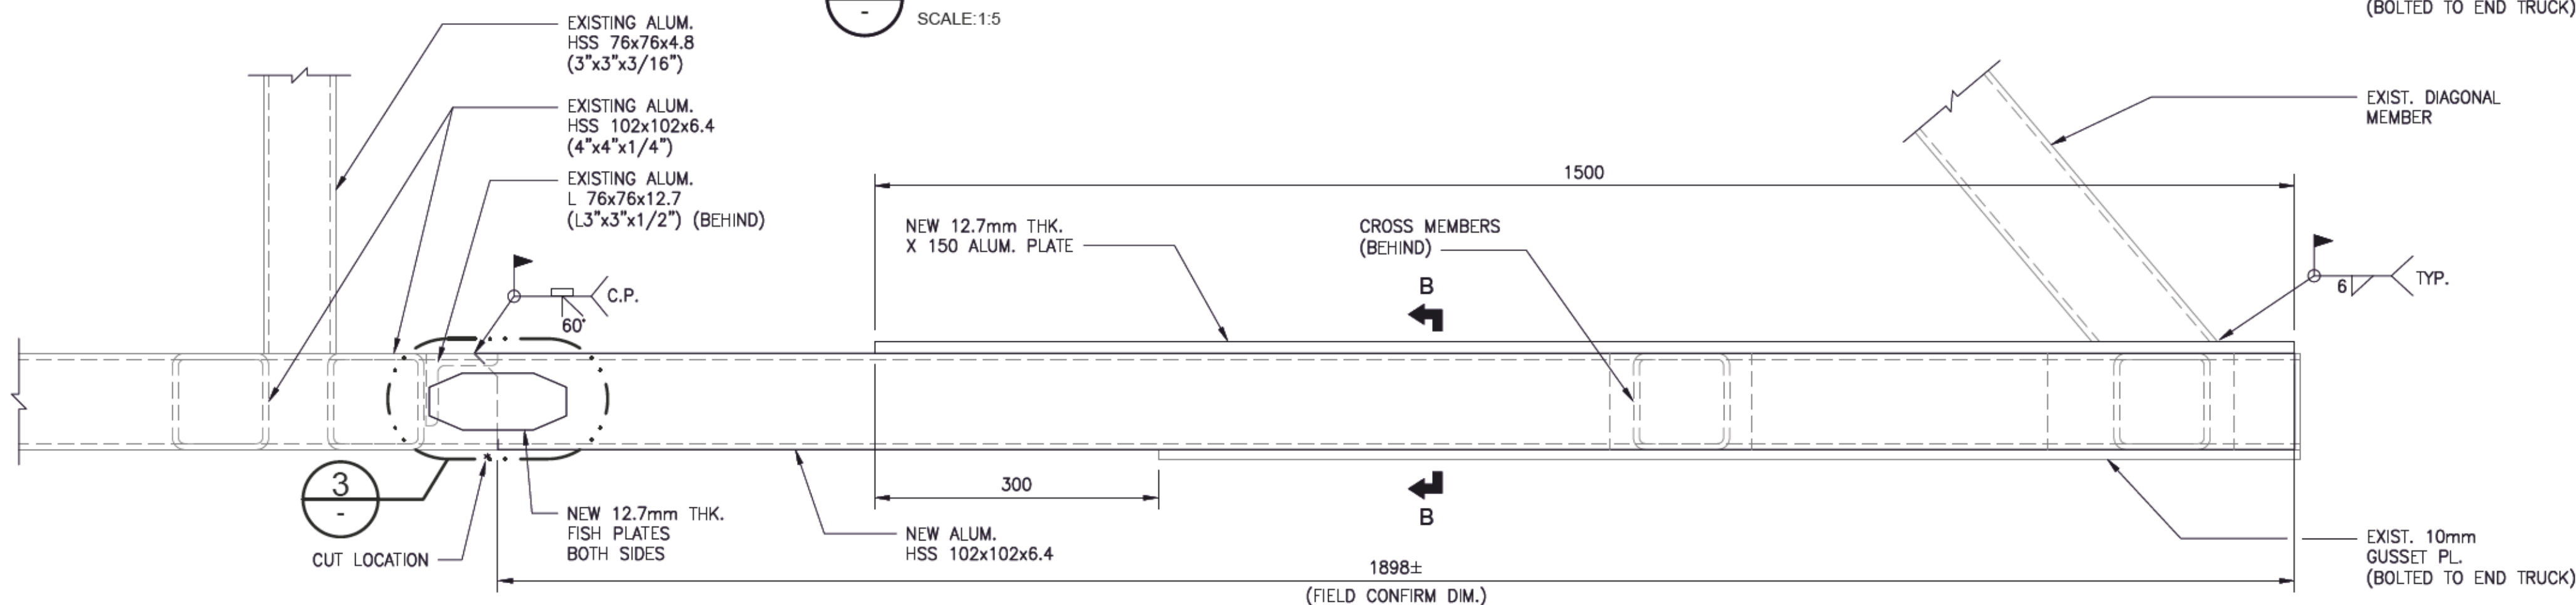 -
SCALE:1:5
(BOLTED TO END TRUCK)
EXISTING ALUM.
HSS 76x76x4.8
(3"x3"x3/16")
EXISTING ALUM.
HSS 102x102x6.4
(4"x4"x1/4")
EXISTING ALUM.
L 76x76x12.7
(L3"x3"x1/2") (BEHIND)
C.P.
60°
NEW 12.7mm THK.
X 150 ALUM. PLATE
1500
CROSS MEMBERS
(BEHIND)
B
EXIST. DIAGONAL
MEMBER
6
TYP.
3
-
CUT LOCATION
NEW 12.7mm THK.
FISH PLATES
BOTH SIDES
300
NEW ALUM.
HSS 102x102x6.4
B
1898±
(FIELD CONFIRM DIM.)
EXIST. 10mm
GUSSET PL.
(BOLTED TO END TRUCK)